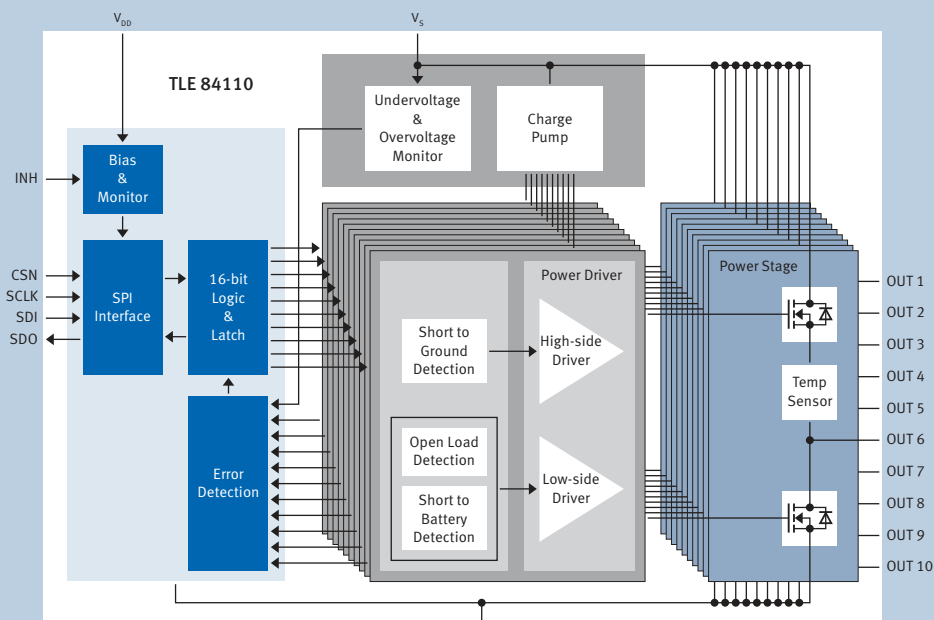 V_DD
V_S
TLE 84110
Undervoltage
&
Overvoltage
Monitor
Charge
Pump
Bias
&
Monitor
INH
CSN
SCLK
SDI
SDO
SPI
Interface
16-bit
Logic
&
Latch
Error
Detection
Power Driver
Short to
Ground
Detection
High-side
Driver
Open Load
Detection
Short to
Battery
Detection
Low-side
Driver
Power Stage
Temp
Sensor
OUT 1
OUT 2
OUT 3
OUT 4
OUT 5
OUT 6
OUT 7
OUT 8
OUT 9
OUT 10